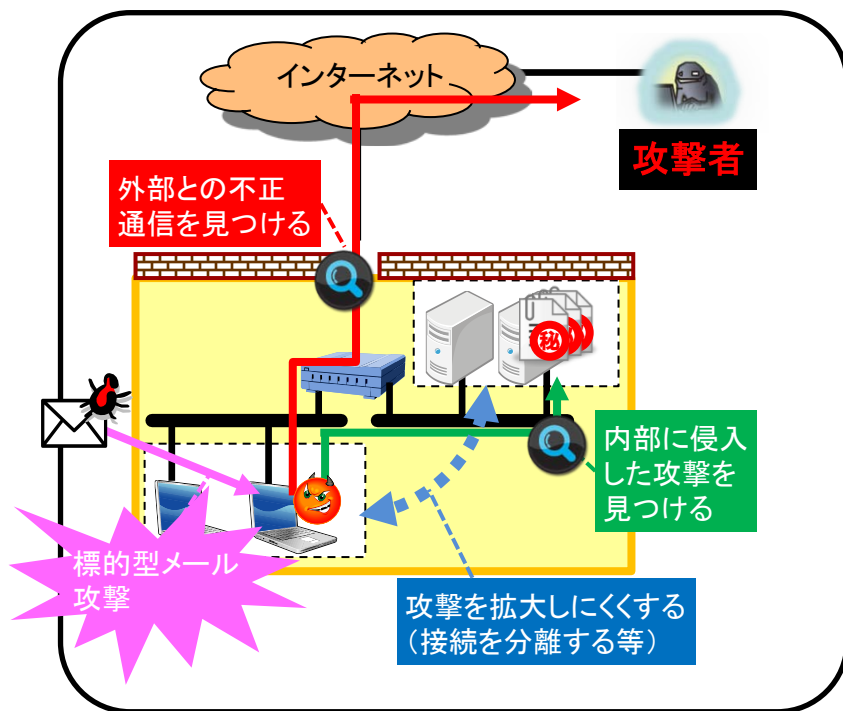 インターネット
攻撃者
外部との不正
通信を見つける
秘
内部に侵入
した攻撃を
見つける
標的型メール
攻撃
攻撃を拡大しにくくする
（接続を分離する等）